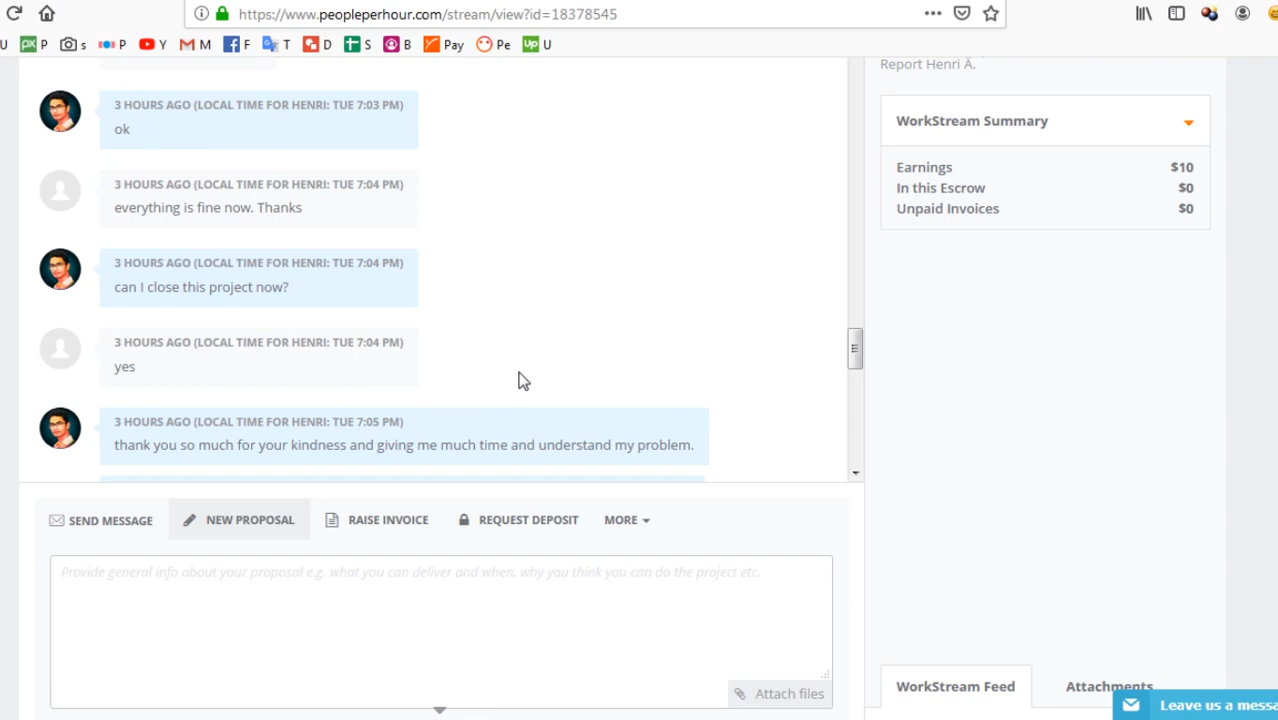 https://www.peopleperhour.com/stream/view?id=18378545
U
P
s
P
Y
M
F
T
D
S
B
Pay
Pe
U
Report Henri Ä.
3 HOURS AGO (LOCAL TIME FOR HENRI: TUE 7:03 PM)
ok
3 HOURS AGO (LOCAL TIME FOR HENRI: TUE 7:04 PM)
everything is fine now. Thanks
3 HOURS AGO (LOCAL TIME FOR HENRI: TUE 7:04 PM)
can I close this project now?
3 HOURS AGO (LOCAL TIME FOR HENRI: TUE 7:04 PM)
yes
3 HOURS AGO (LOCAL TIME FOR HENRI: TUE 7:05 PM)
thank you so much for your kindness and giving me much time and understand my problem.
WorkStream Summary
Earnings $10
In this Escrow $0
Unpaid Invoices $0
SEND MESSAGE NEW PROPOSAL RAISE INVOICE REQUEST DEPOSIT MORE
Provide general info about your proposal e.g. what you can deliver and when, why you think you can do the project etc.
Attach files
WorkStream Feed Attachments
Leave us a messa